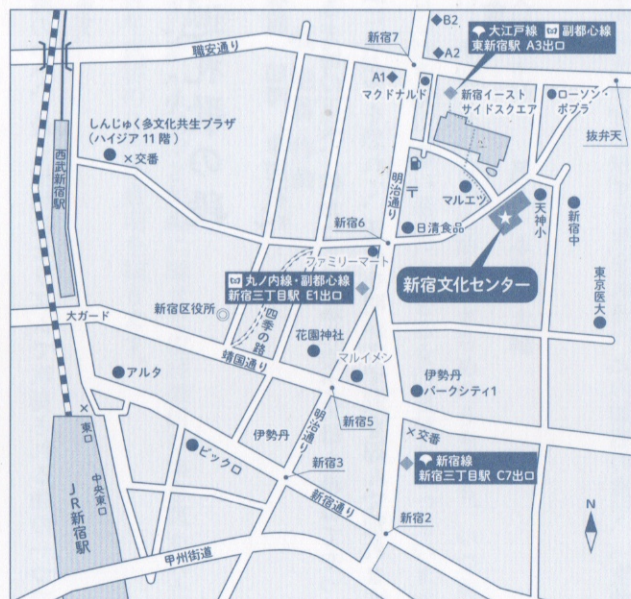 B2
A2
大江戸線 副都心線
東新宿駅 A3出口
新宿7
職安通り
A1
マクドナルド
新宿イースト
サイドスクエア
ローソン・
ポプラ
抜弁天
しんじゅく多文化共生プラザ
(ハイジア 11 階)
×交番
西武新宿駅
明治通り
〒
マルエツ
天神小
新宿中
新宿6
日清食品
ファミリーマート
丸ノ内線・副都心線
新宿三丁目駅 E1出口
新宿文化センター
東京医大
新宿区役所
大ガード
四季の路
靖国通り
花園神社
マルイメン
アルタ
伊勢丹
パークシティ1
×
東口
明治通り
新宿5
×交番
伊勢丹
ビックロ
新宿3
新宿線
新宿三丁目駅 C7出口
中央東口
JR新宿駅
新宿通り
新宿2
甲州街道
N